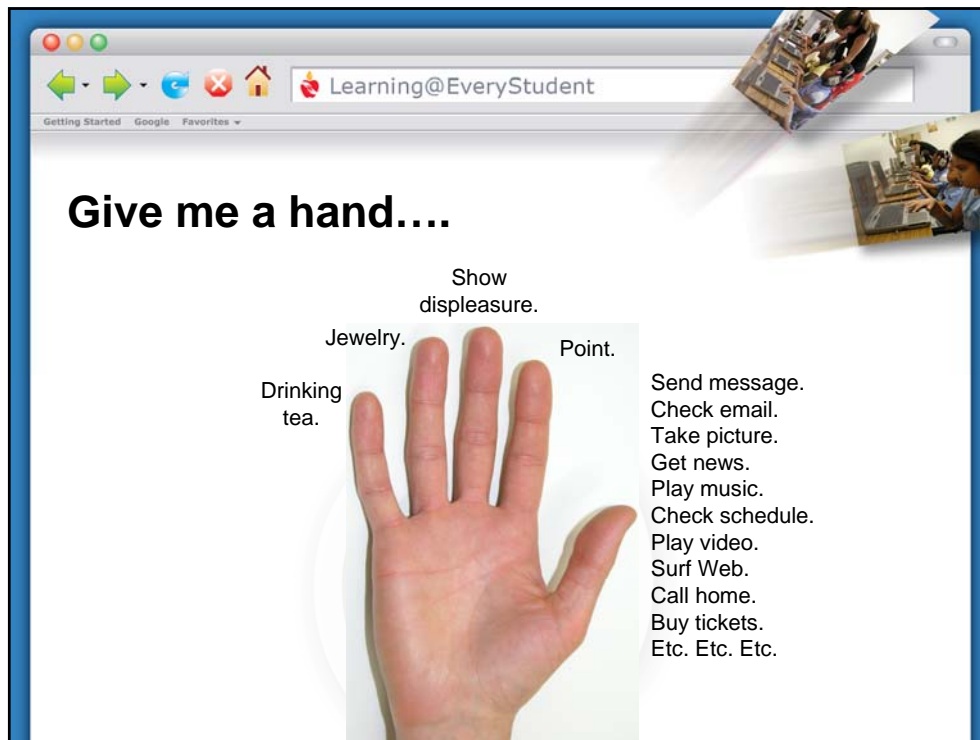 Learning@EveryStudent
Getting Started Google Favorites
Give me a hand….
Show
displeasure.
Jewelry.
Point.
Drinking
tea.
Send message.
Check email.
Take picture.
Get news.
Play music.
Check schedule.
Play video.
Surf Web.
Call home.
Buy tickets.
Etc. Etc. Etc.